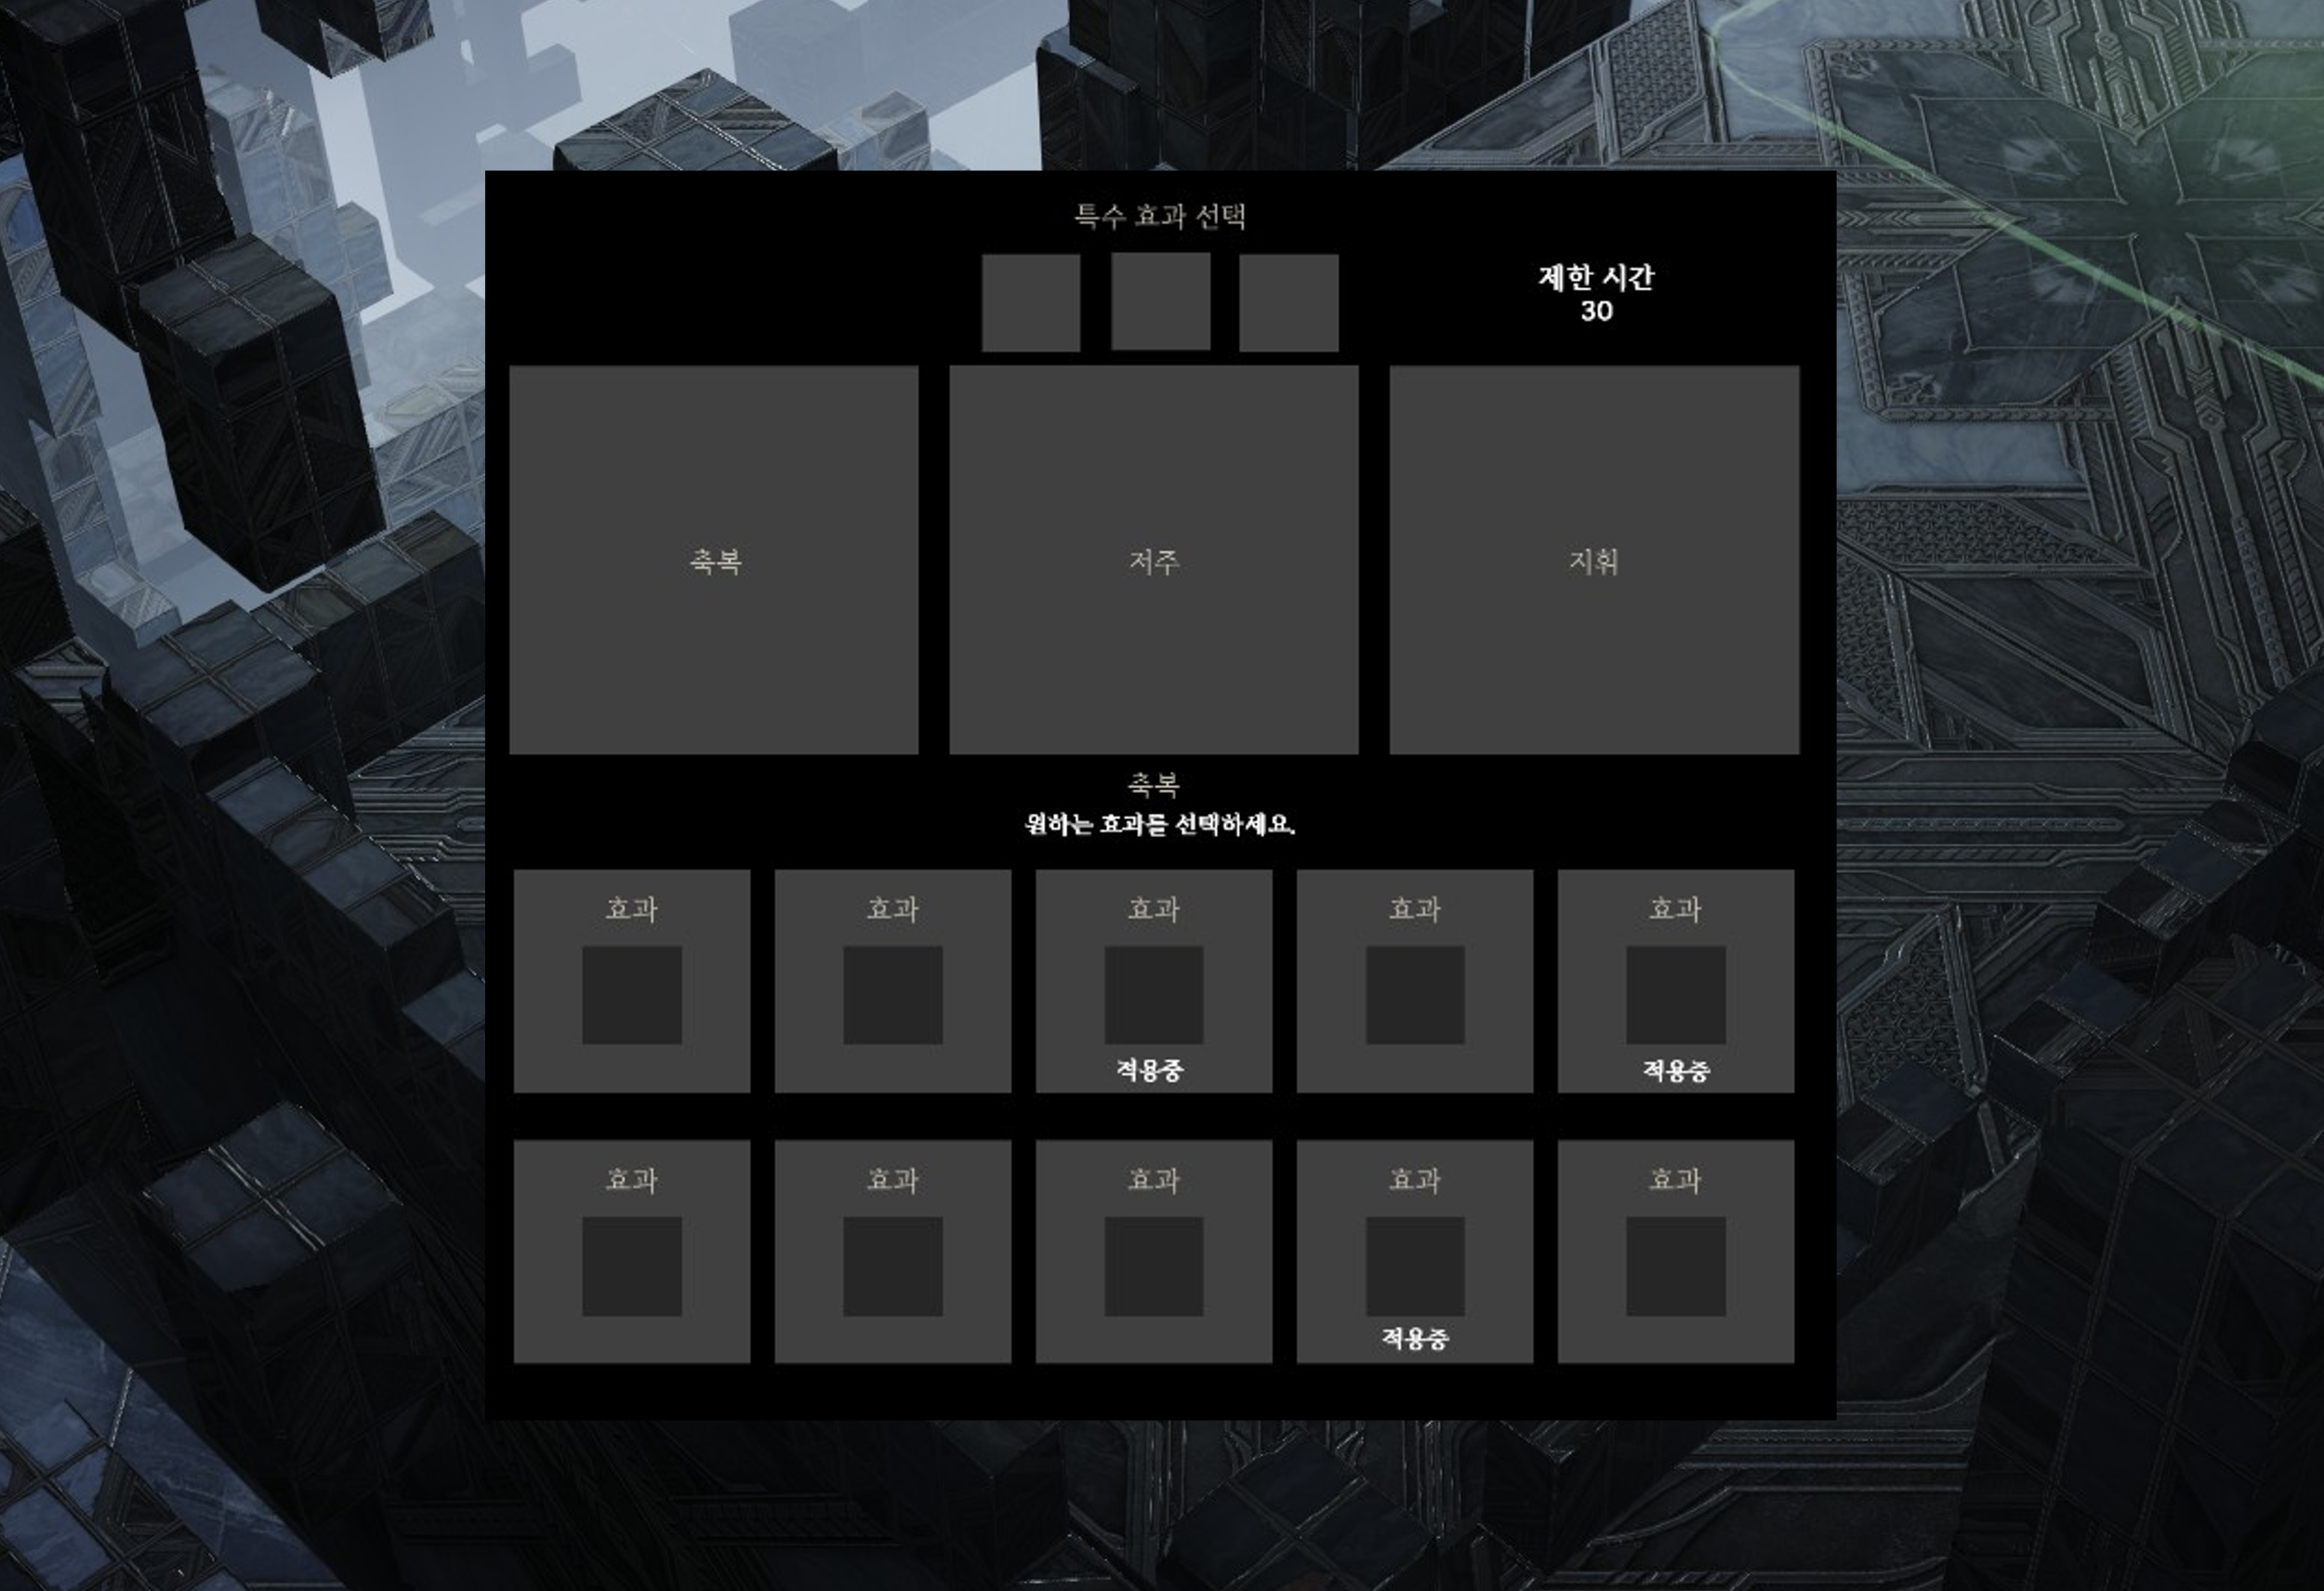 특수 효과 선택
제한 시간
30
축복
저주
지휘
축복
원하는 효과를 선택하세요.
효과
효과
효과
효과
효과
적용중
적용중
효과
효과
효과
효과
효과
적용중